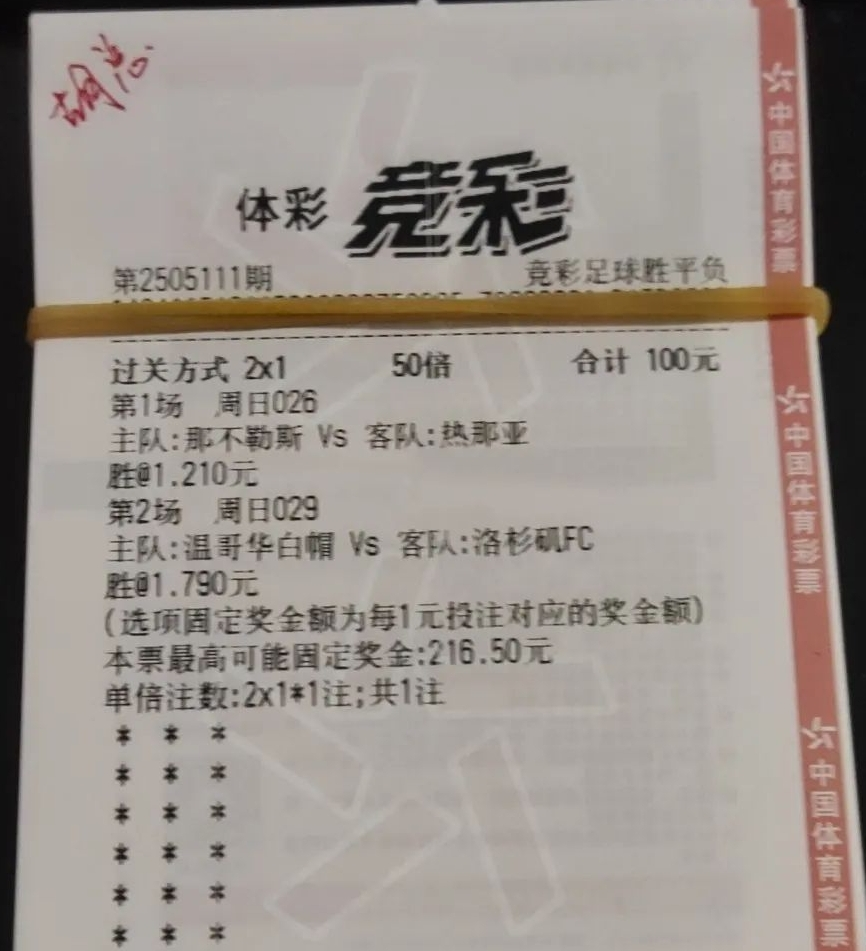 胡总
体彩 竞彩
第2505111期 竞彩足球胜平负
过关方式 2x1 50倍 合计 100元
第1场 周日026
主队:那不勒斯 Vs 客队:热那亚
胜@1.210元
第2场 周日029
主队:温哥华白帽 Vs 客队:洛杉矶FC
胜@1.790元
(选项固定奖金额为每1元投注对应的奖金额)
本票最高可能固定奖金:216.50元
单倍注数:2x1*1注;共1注
* * *
* * *
* * *
* * *
* * *
* * *
中国体育彩票
中国体育彩票
中国体育彩票